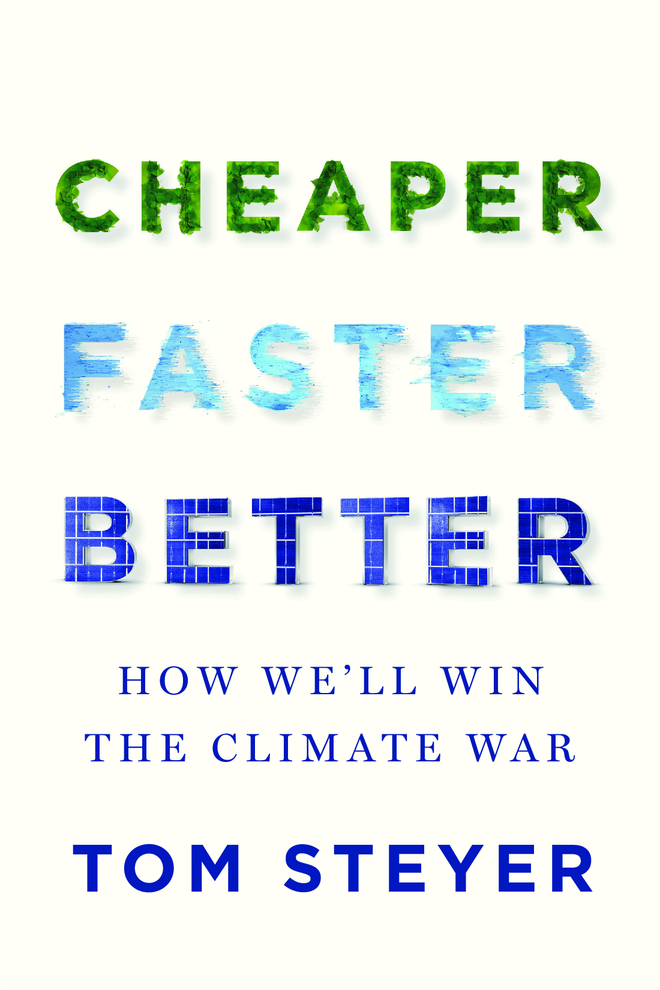 CHEAPER
FASTER
BETTER
HOW WE’LL WIN
THE CLIMATE WAR
TOM STEYER